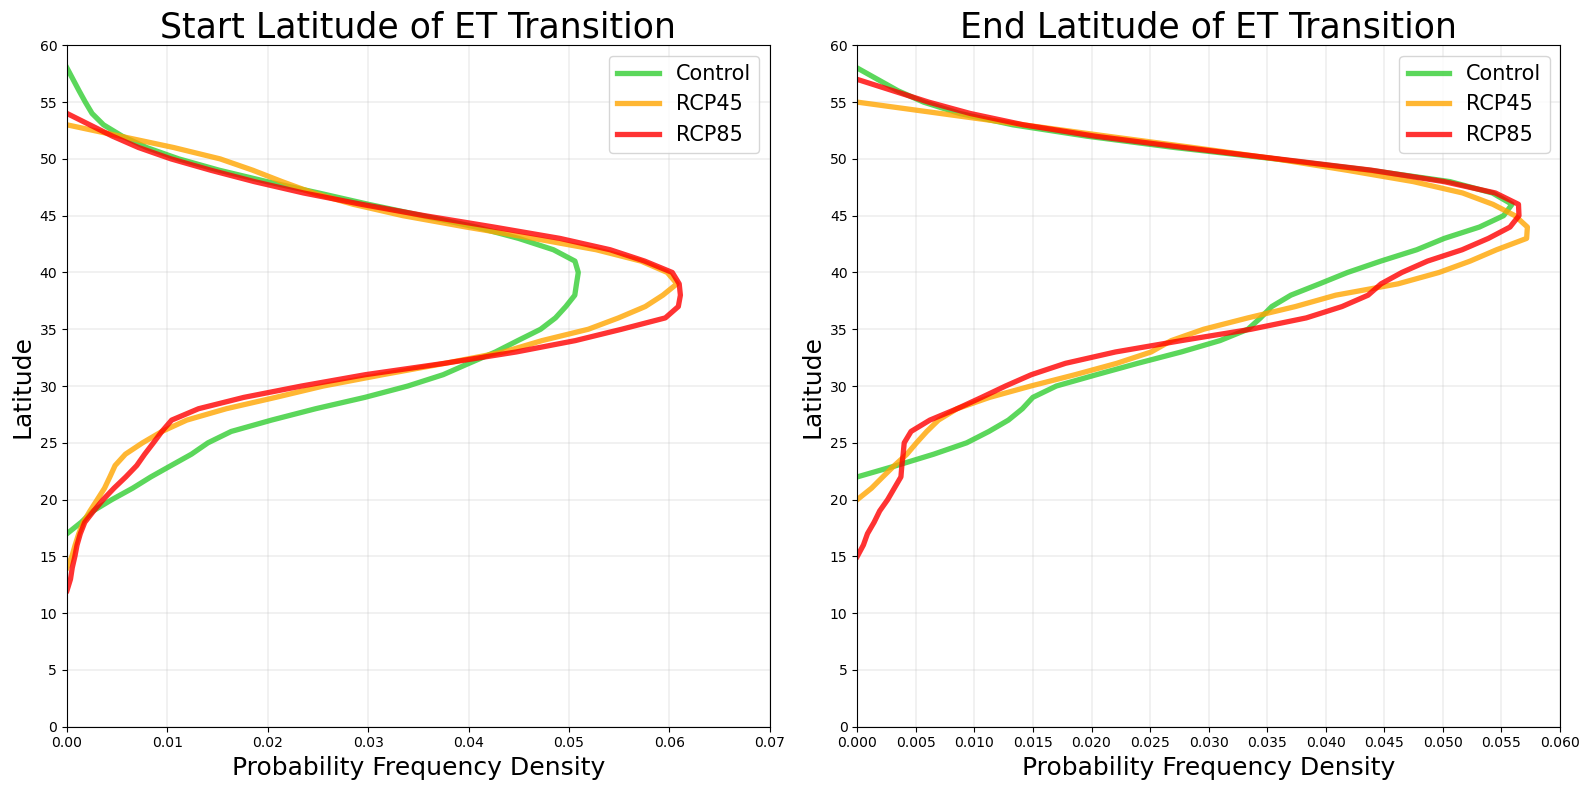 Start Latitude of ET Transition
Latitude
60
55
50
45
40
35
30
25
20
15
10
5
0
Control
RCP45
RCP85
0.00 0.01 0.02 0.03 0.04 0.05 0.06 0.07
Probability Frequency Density
End Latitude of ET Transition
Latitude
60
55
50
45
40
35
30
25
20
15
10
5
0
Control
RCP45
RCP85
0.000 0.005 0.010 0.015 0.020 0.025 0.030 0.035 0.040 0.045 0.050 0.055 0.060
Probability Frequency Density